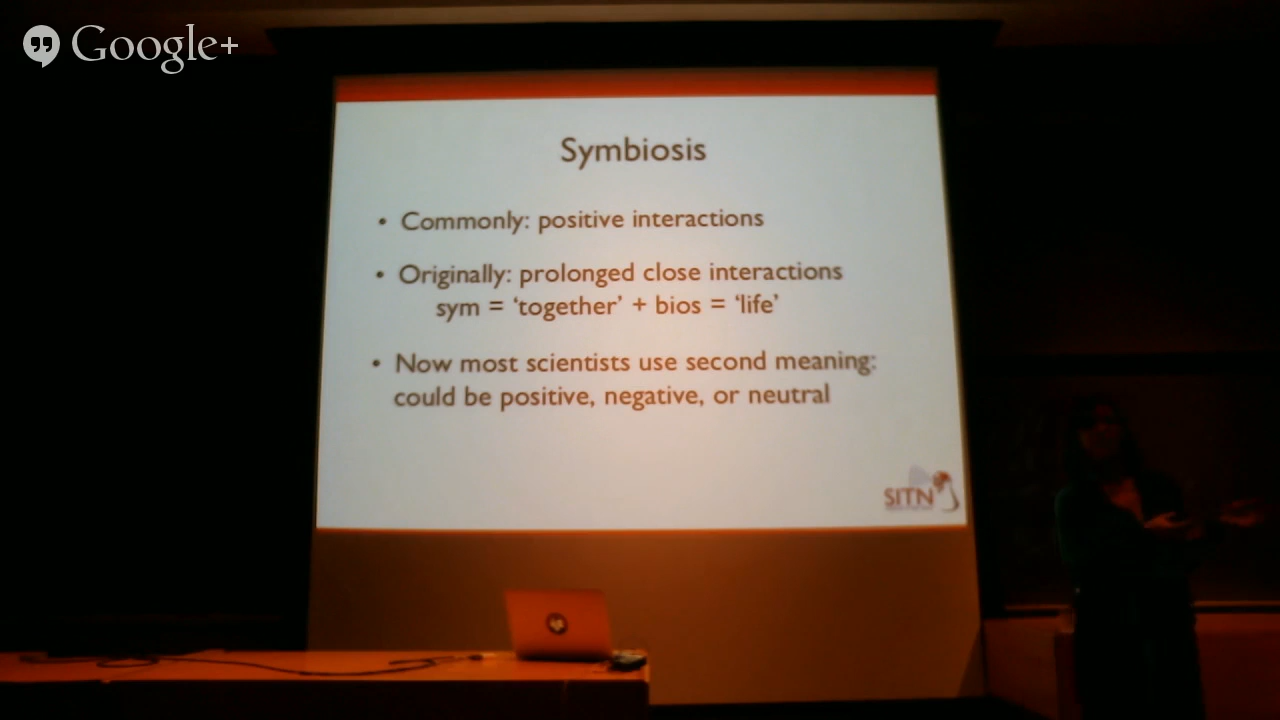 Google+
Symbiosis
• Commonly: positive interactions
• Originally: prolonged close interactions
sym = ‘together’ + bios = ‘life’
• Now most scientists use second meaning:
could be positive, negative, or neutral
SITN